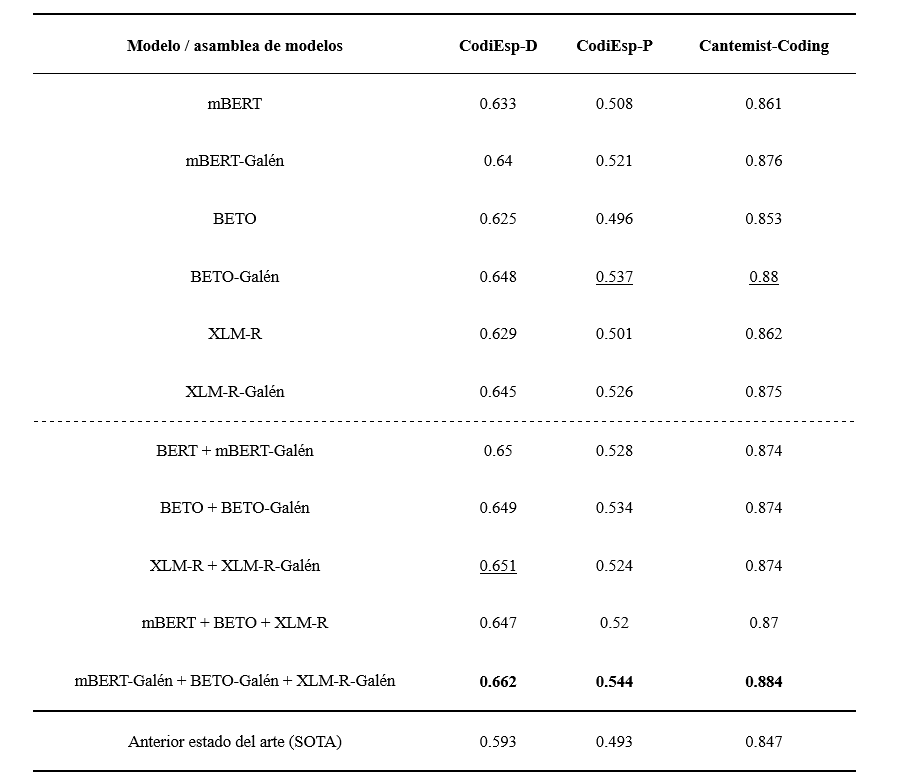 Modelo / asamblea de modelos CodiEsp-D CodiEsp-P Cantemist-Coding
mBERT 0.633 0.508 0.861
mBERT-Galén 0.64 0.521 0.876
BETO 0.625 0.496 0.853
BETO-Galén 0.648 0.537 0.88
XLM-R 0.629 0.501 0.862
XLM-R-Galén 0.645 0.526 0.875
BERT + mBERT-Galén 0.65 0.528 0.874
BETO + BETO-Galén 0.649 0.534 0.874
XLM-R + XLM-R-Galén 0.651 0.524 0.874
mBERT + BETO + XLM-R 0.647 0.52 0.87
mBERT-Galén + BETO-Galén + XLM-R-Galén 0.662 0.544 0.884
Anterior estado del arte (SOTA) 0.593 0.493 0.847